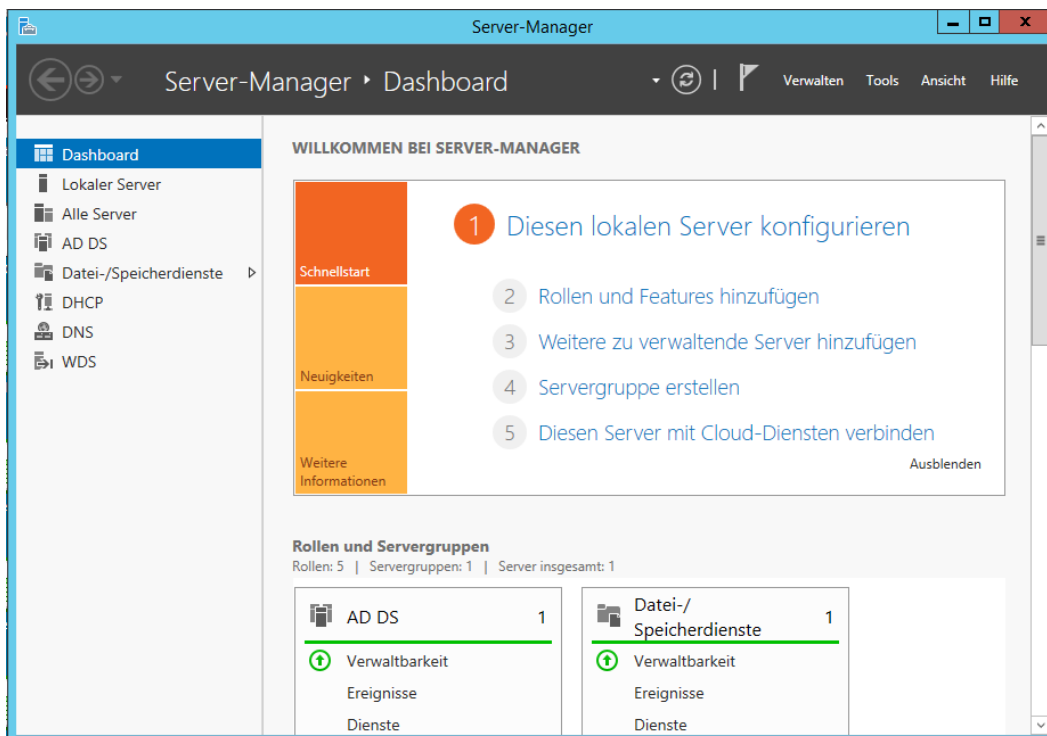 Server-Manager
Server-Manager ‣ Dashboard
Verwalten Tools Ansicht Hilfe
Dashboard
Lokaler Server
Alle Server
AD DS
Datei-/Speicherdienste
DHCP
DNS
WDS
WILLKOMMEN BEI SERVER-MANAGER
Schnellstart
Neuigkeiten
Weitere
Informationen
1 Diesen lokalen Server konfigurieren
2 Rollen und Features hinzufügen
3 Weitere zu verwaltende Server hinzufügen
4 Servergruppe erstellen
5 Diesen Server mit Cloud-Diensten verbinden
Ausblenden
Rollen und Servergruppen
Rollen: 5 | Servergruppen: 1 | Server insgesamt: 1
AD DS 1
Verwaltbarkeit
Ereignisse
Dienste
Datei-/
Speicherdienste 1
Verwaltbarkeit
Ereignisse
Dienste